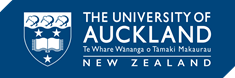 THE UNIVERSITY OF
AUCKLAND
Te Whare Wānanga o Tāmaki Makaurau
NEW ZEALAND